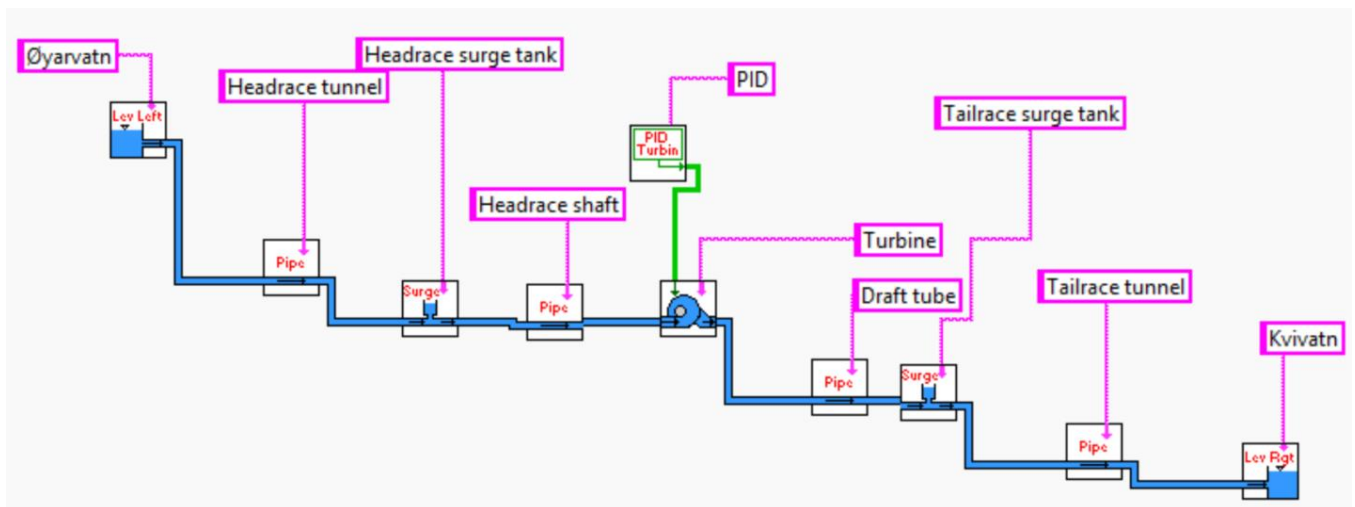 Øyarvatn
Headrace surge tank
Headrace tunnel
PID
Lev Left
Tailrace surge tank
PID
Turbin
Headrace shaft
Turbine
Pipe
Surge
Pipe
Draft tube
Tailrace tunnel
Kvivatn
Pipe
Surge
Pipe
Lev Rgt